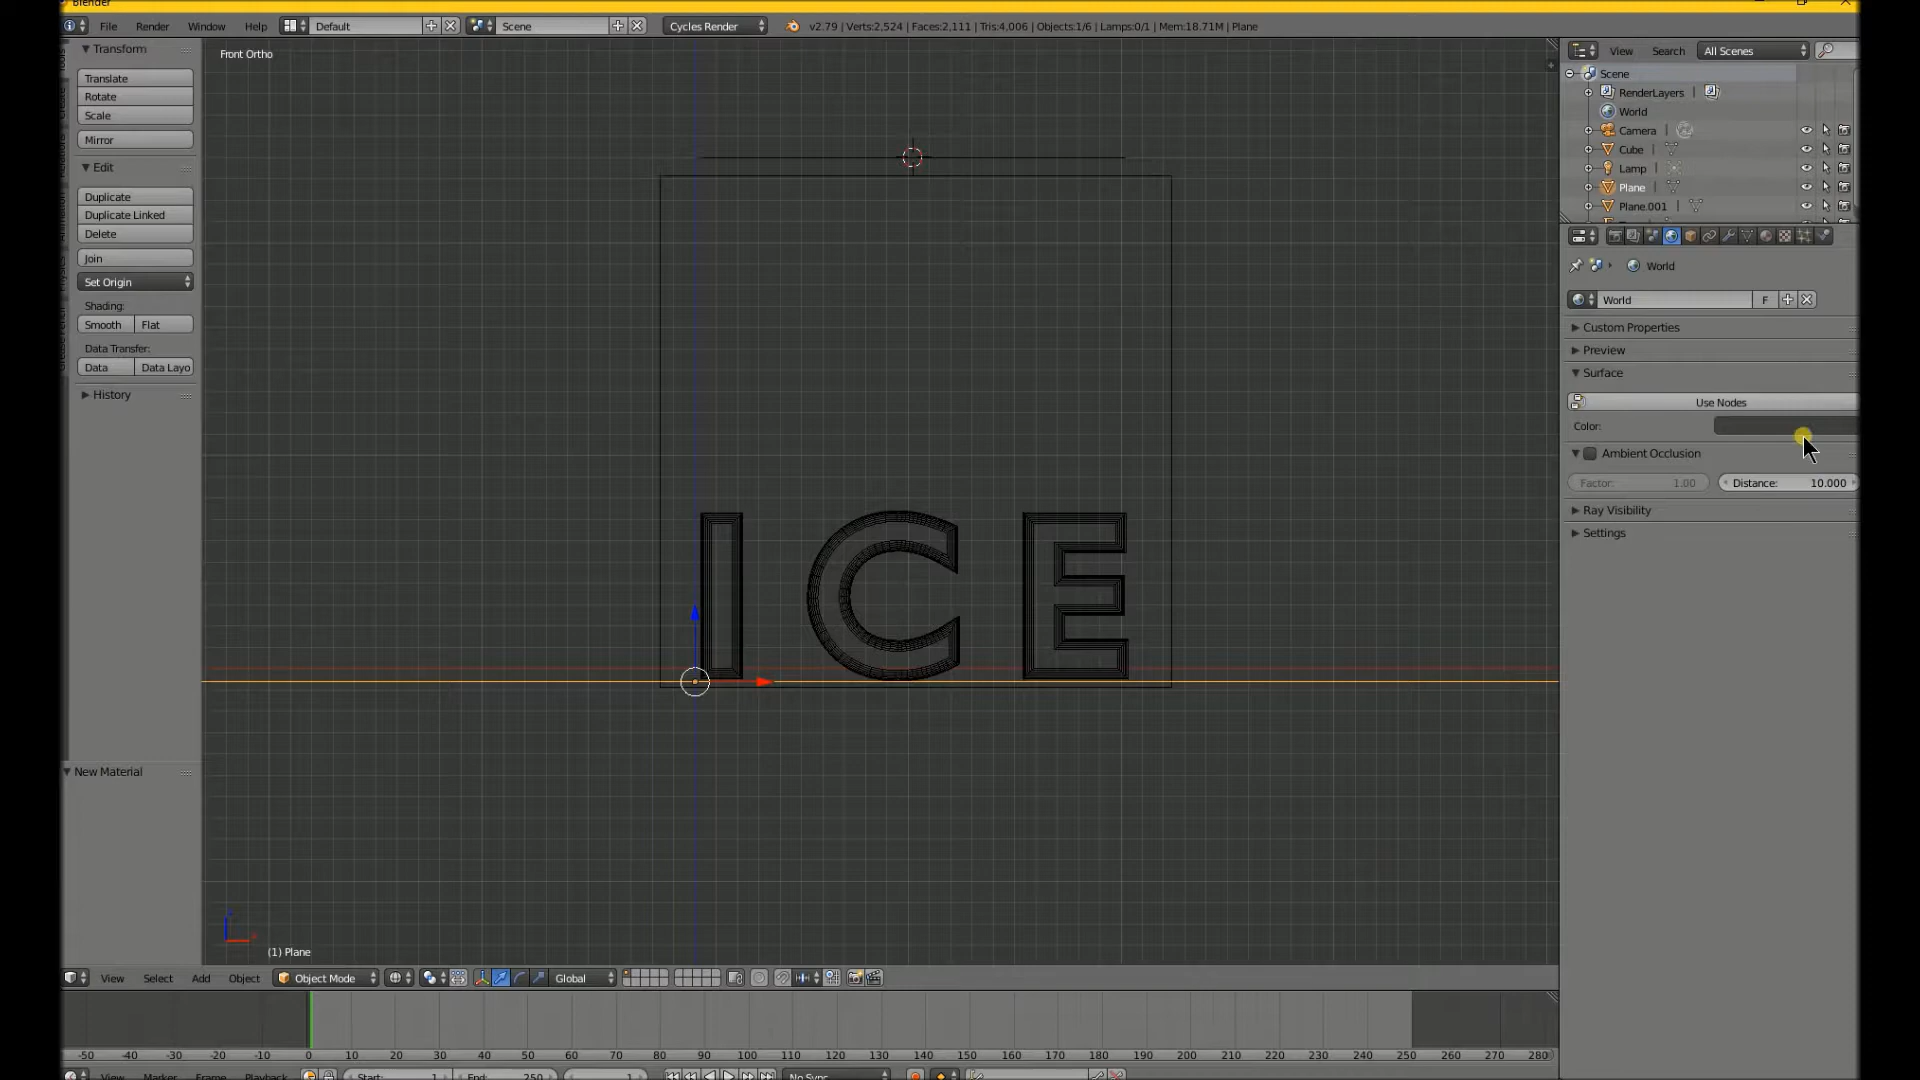 Blender
File Render Window Help Default Scene Cycles Render v2.79 | Verts:2,524 | Faces:2,111 | Tris:4,006 | Objects:1/6 | Lamps:0/1 | Mem:18.71M | Plane
Transform
Translate
Rotate
Scale
Mirror
Edit
Duplicate
Duplicate Linked
Delete
Join
Set Origin
Shading:
Smooth Flat
Data Transfer:
Data Data Layo
History
New Material
Front Ortho
ICE
(1) Plane
View Search All Scenes
Scene
RenderLayers
World
Camera
Cube
Lamp
Plane
Plane.001
World
World F
Custom Properties
Preview
Surface
Use Nodes
Color:
Ambient Occlusion
Factor: 1.00 Distance: 10.000
Ray Visibility
Settings
View Select Add Object Object Mode Global
-50 -40 -30 -20 -10 0 10 20 30 40 50 60 70 80 90 100 110 120 130 140 150 160 170 180 190 200 210 220 230 240 250 260 270 280
View Marker Frame Playback Start: 1 End: 250 1 No Sync